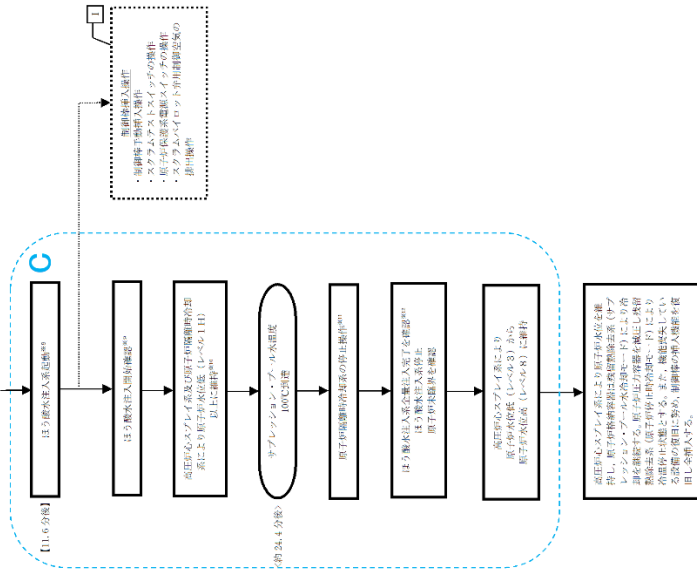 1
制御棒挿入操作
・制御棒手動挿入操作
・スクラムテストスイッチの操作
・原子炉保護系電源スイッチの操作
・スクラムパイロット弁用制御空気の
排出操作
C
【11.6分後】
ほう酸水注入系起動※8
ほう酸水注入開始確認※9
高圧炉心スプレイ系及び原子炉隔離時冷却
系により原子炉水位低（レベル1H）
以上に維持※10
〈約24.4分後〉
サプレッション・プール水温度
100℃到達
原子炉隔離時冷却系の停止操作※11
ほう酸水注入系全量注入完了を確認※12
ほう酸水注入系停止
原子炉未臨界を確認
高圧炉心スプレイ系により
原子炉水位低（レベル3）から
原子炉水位高（レベル8）に維持
高圧炉心スプレイ系により原子炉水位を維
持し，原子炉格納容器は残留熱除去系（サプ
レッション・プール水冷却モード）により冷
却を継続する。原子炉圧力容器を減圧し残留
熱除去系（原子炉停止時冷却モード）により
冷温停止状態とする。また，機能喪失してい
る設備の復旧に努め，制御棒の挿入機能を復
旧し全挿入する。